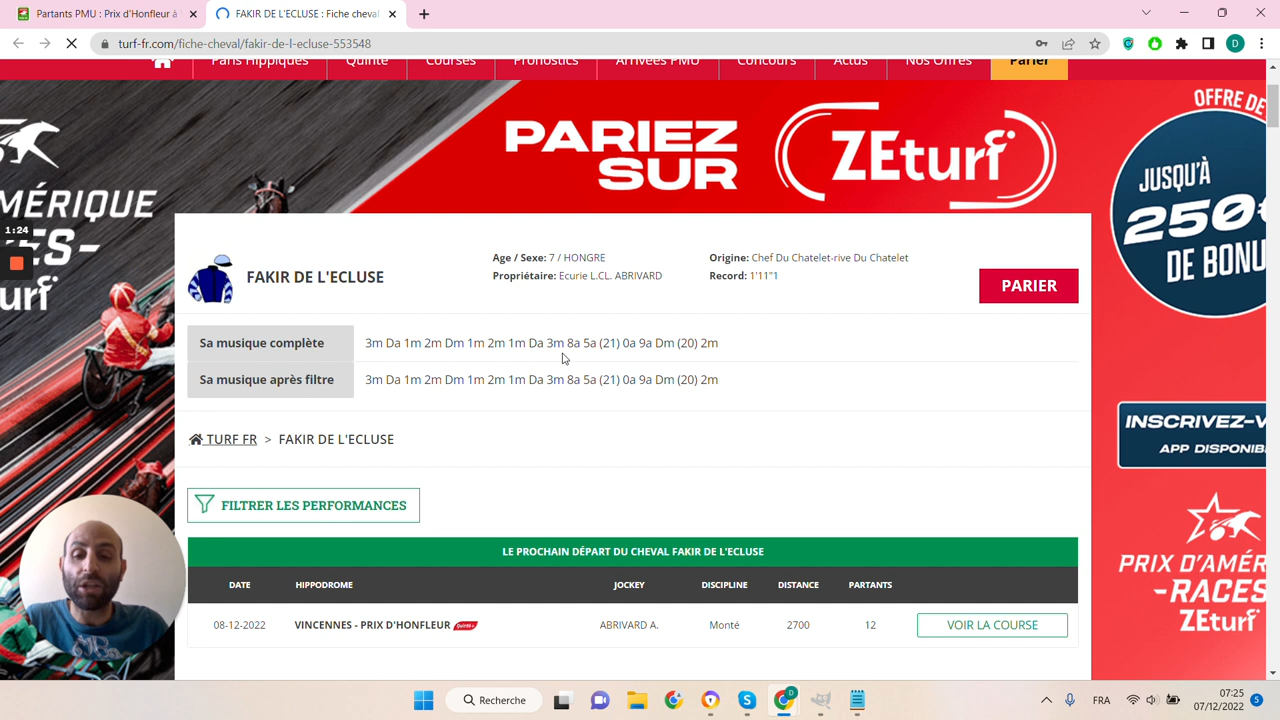 Partants PMU : Prix d'Honfleur à
FAKIR DE L'ECLUSE : Fiche cheval
turf-fr.com/fiche-cheval/fakir-de-l-ecluse-553548
Paris Hippiques
Quinté
Courses
Pronostics
Arrivées PMU
Concours
Actus
Nos Offres
Parier
PARIEZ
SUR
ZEturf
OFFRE DE
JUSQU'À
250€
DE BONU
MÉRIQUE
ES-
1:24
urf
FAKIR DE L'ECLUSE
Age / Sexe: 7 / HONGRE
Propriétaire: Ecurie L.CL. ABRIVARD
Origine: Chef Du Chatelet-rive Du Chatelet
Record: 1'11"1
PARIER
Sa musique complète
3m Da 1m 2m Dm 1m 2m 1m Da 3m 8a 5a (21) 0a 9a Dm (20) 2m
Sa musique après filtre
3m Da 1m 2m Dm 1m 2m 1m Da 3m 8a 5a (21) 0a 9a Dm (20) 2m
TURF FR > FAKIR DE L'ECLUSE
INSCRIVEZ-V
APP DISPONIB
FILTRER LES PERFORMANCES
PRIX D'AMÉR
-RACES
ZEturf
LE PROCHAIN DÉPART DU CHEVAL FAKIR DE L'ECLUSE
DATE HIPPODROME JOCKEY DISCIPLINE DISTANCE PARTANTS
08-12-2022 VINCENNES - PRIX D'HONFLEUR Quinté+ ABRIVARD A. Monté 2700 12 VOIR LA COURSE
Recherche
FRA
07:25
07/12/2022
5
D